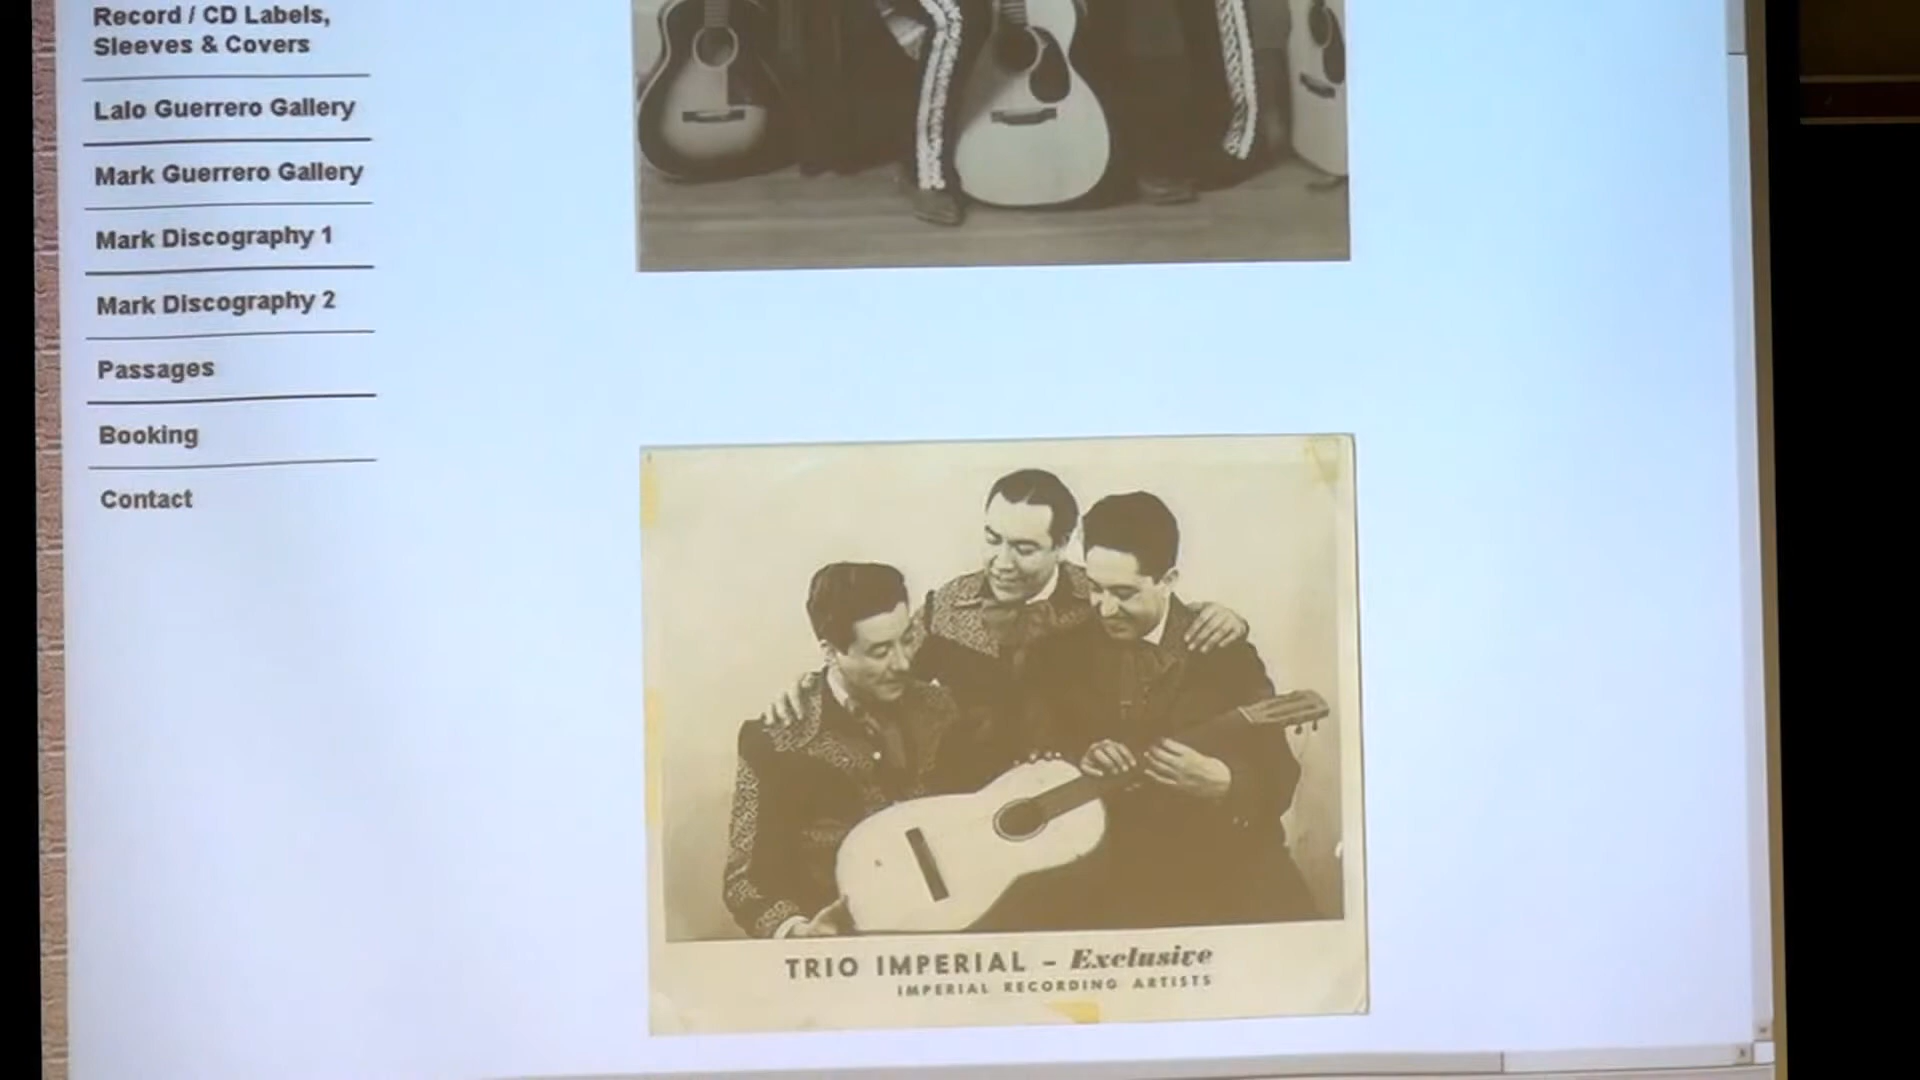 Record / CD Labels,
Sleeves & Covers
Lalo Guerrero Gallery
Mark Guerrero Gallery
Mark Discography 1
Mark Discography 2
Passages
Booking
Contact
TRIO IMPERIAL – Exclusive
IMPERIAL RECORDING ARTISTS